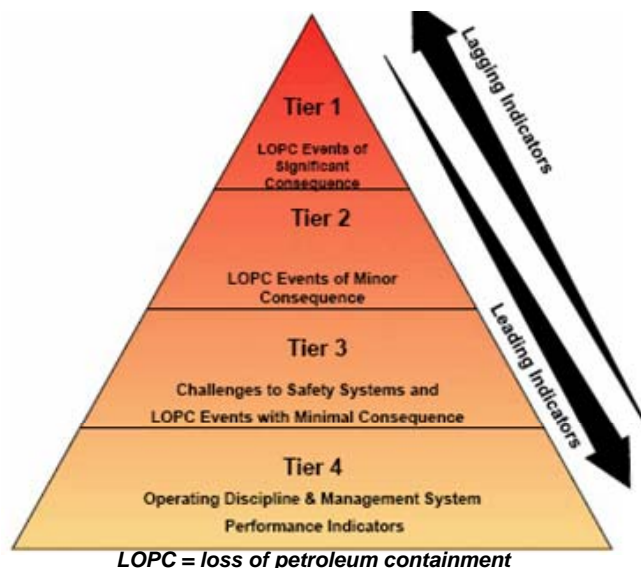 Tier 1
LOPC Events of
Significant
Consequence
Tier 2
LOPC Events of Minor
Consequence
Tier 3
Challenges to Safety Systems and
LOPC Events with Minimal Consequence
Tier 4
Operating Discipline & Management System
Performance Indicators
Lagging Indicators
Leading Indicators
LOPC = loss of petroleum containment